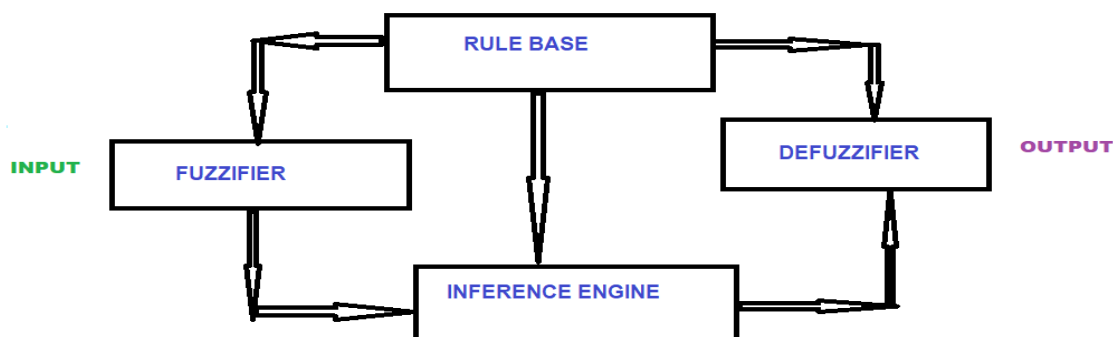 RULE BASE
INPUT
FUZZIFIER
DEFUZZIFIER
OUTPUT
INFERENCE ENGINE